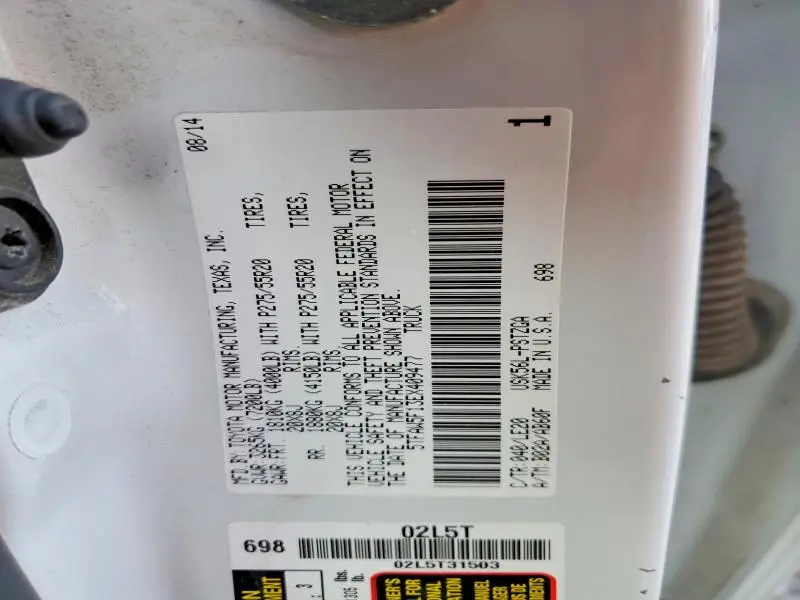 08/14
MFD. BY: TOYOTA MOTOR MANUFACTURING, TEXAS, INC.
GVWR 3265KG (7200LB)
GAWR FRT. 1810KG (4000LB) WITH P275/55R20 TIRES,
20X8J RIMS.
RR. 1880KG (4150LB) WITH P275/55R20 TIRES,
20X8J RIMS.
THIS VEHICLE CONFORMS TO ALL APPLICABLE FEDERAL MOTOR
VEHICLE SAFETY AND THEFT PREVENTION STANDARDS IN EFFECT ON
THE DATE OF MANUFACTURE SHOWN ABOVE.
5TFAW5F13EX409477 TRUCK
C/TR: 040/LE20 USK56L-PSTZGA 698
A/TM: B02A/AB60F MADE IN U.S.A.
1
02L5T
698
02L5T31503